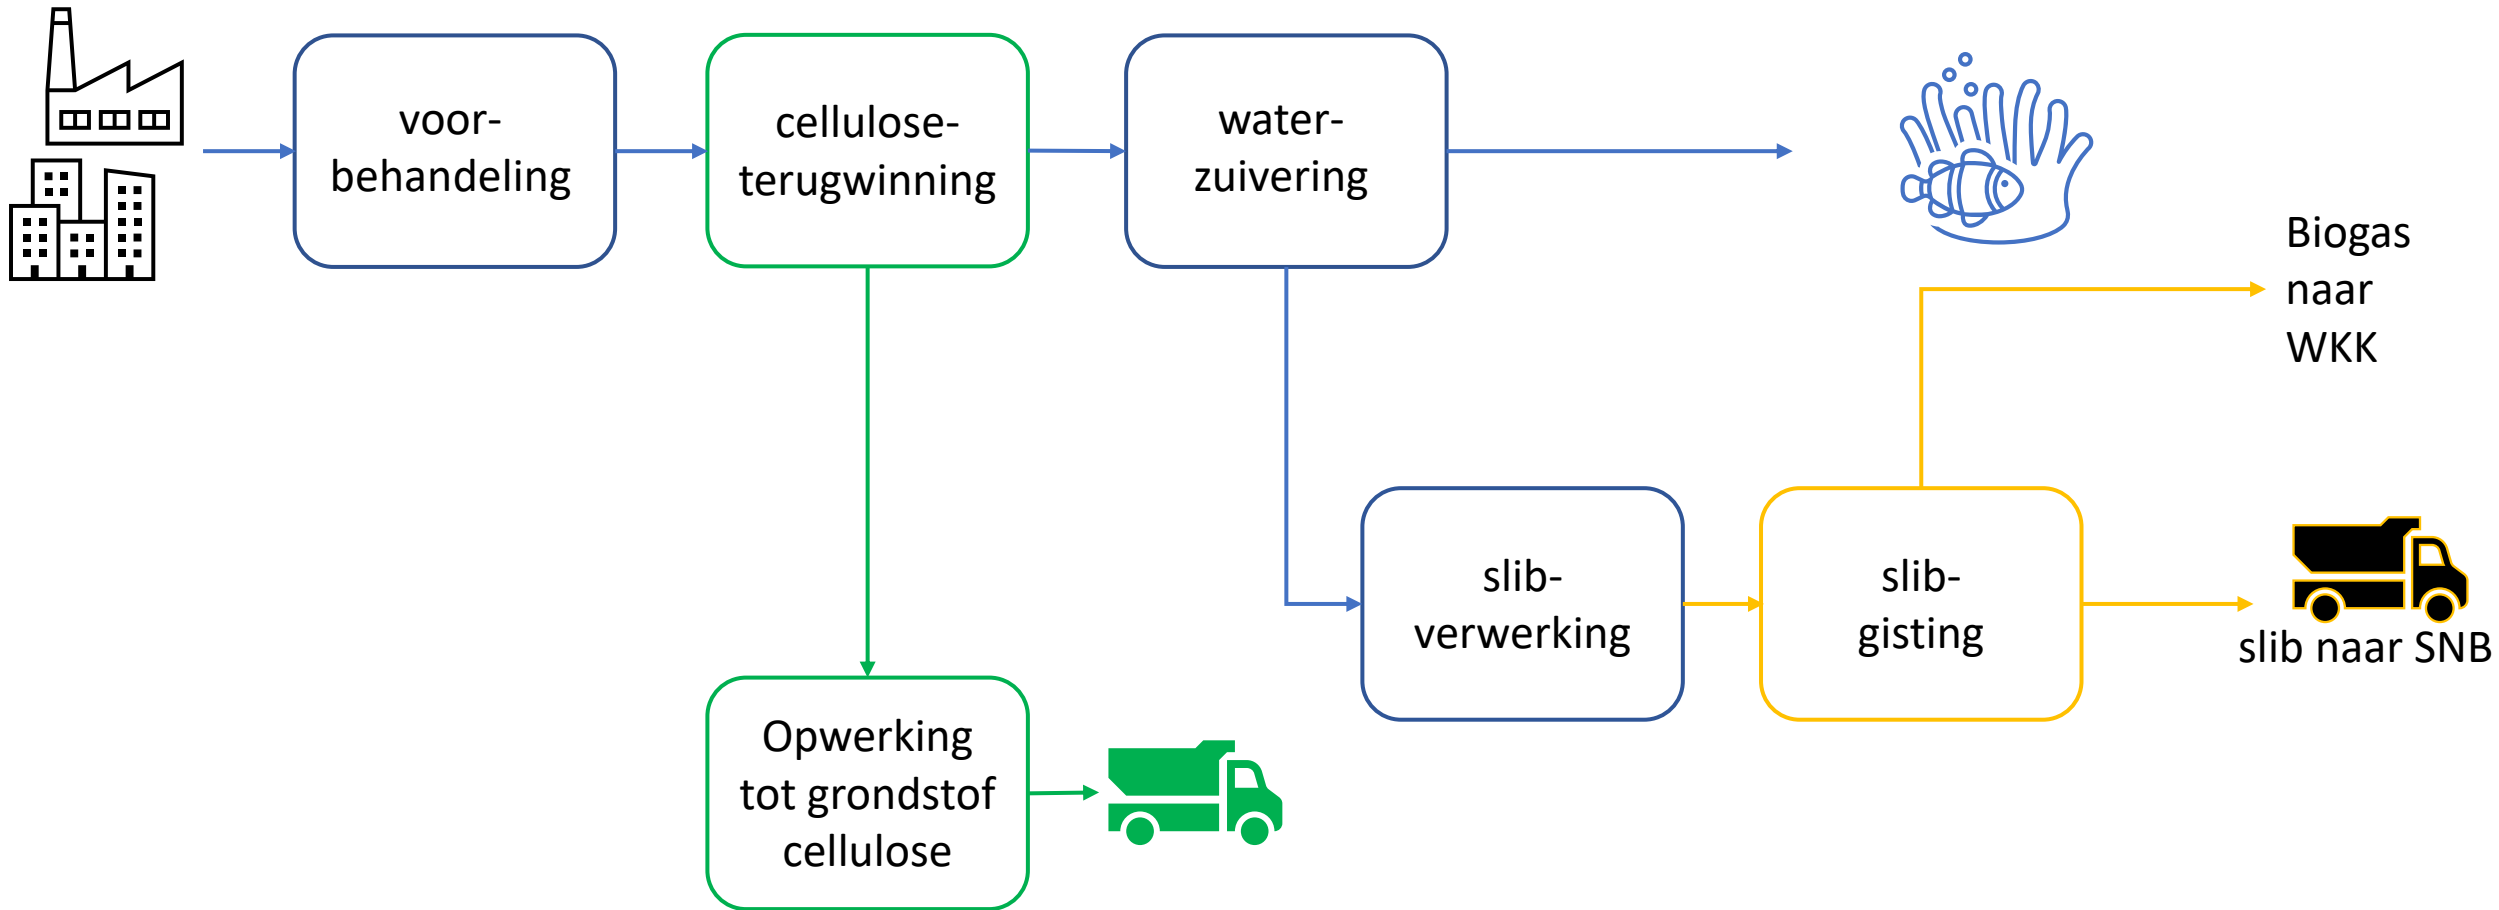 voor-
behandeling
cellulose-
terugwinning
water-
zuivering
Biogas
naar
WKK
slib-
verwerking
slib-
gisting
slib naar SNB
Opwerking
tot grondstof
cellulose